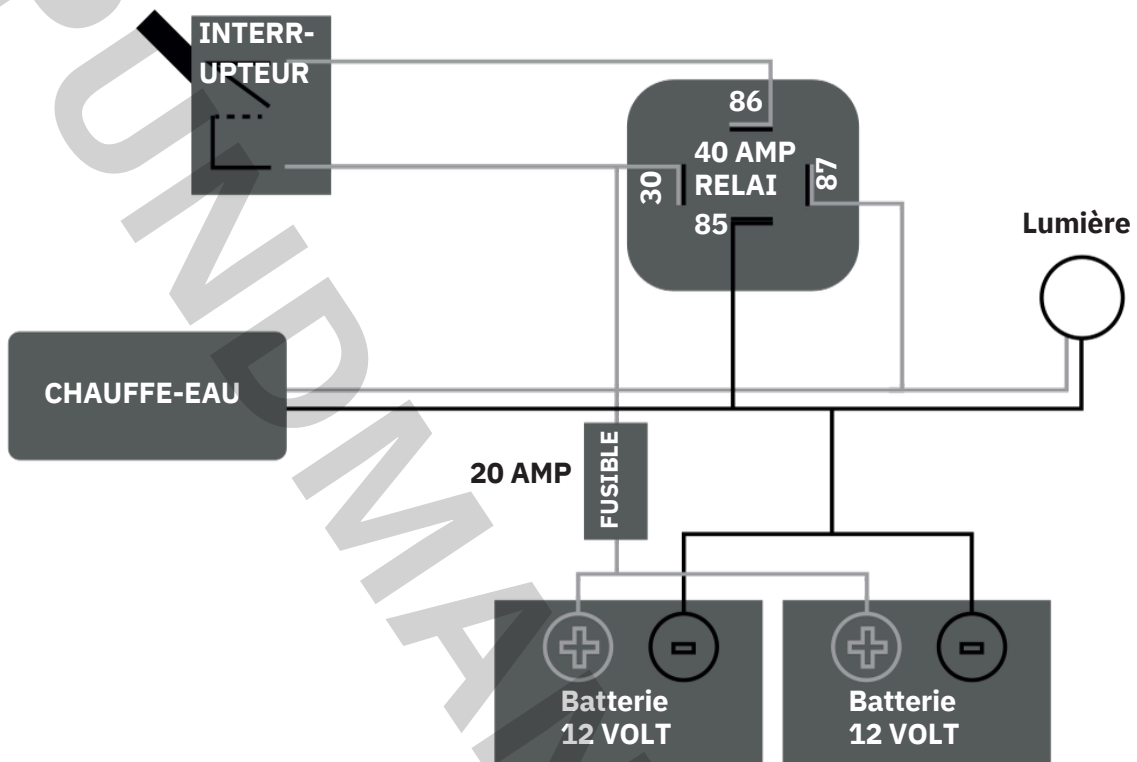 INTERR-
UPTEUR
86
40 AMP
RELAI
30
87
85
Lumière
CHAUFFE-EAU
20 AMP
FUSIBLE
+ - + -
Batterie
12 VOLT
Batterie
12 VOLT